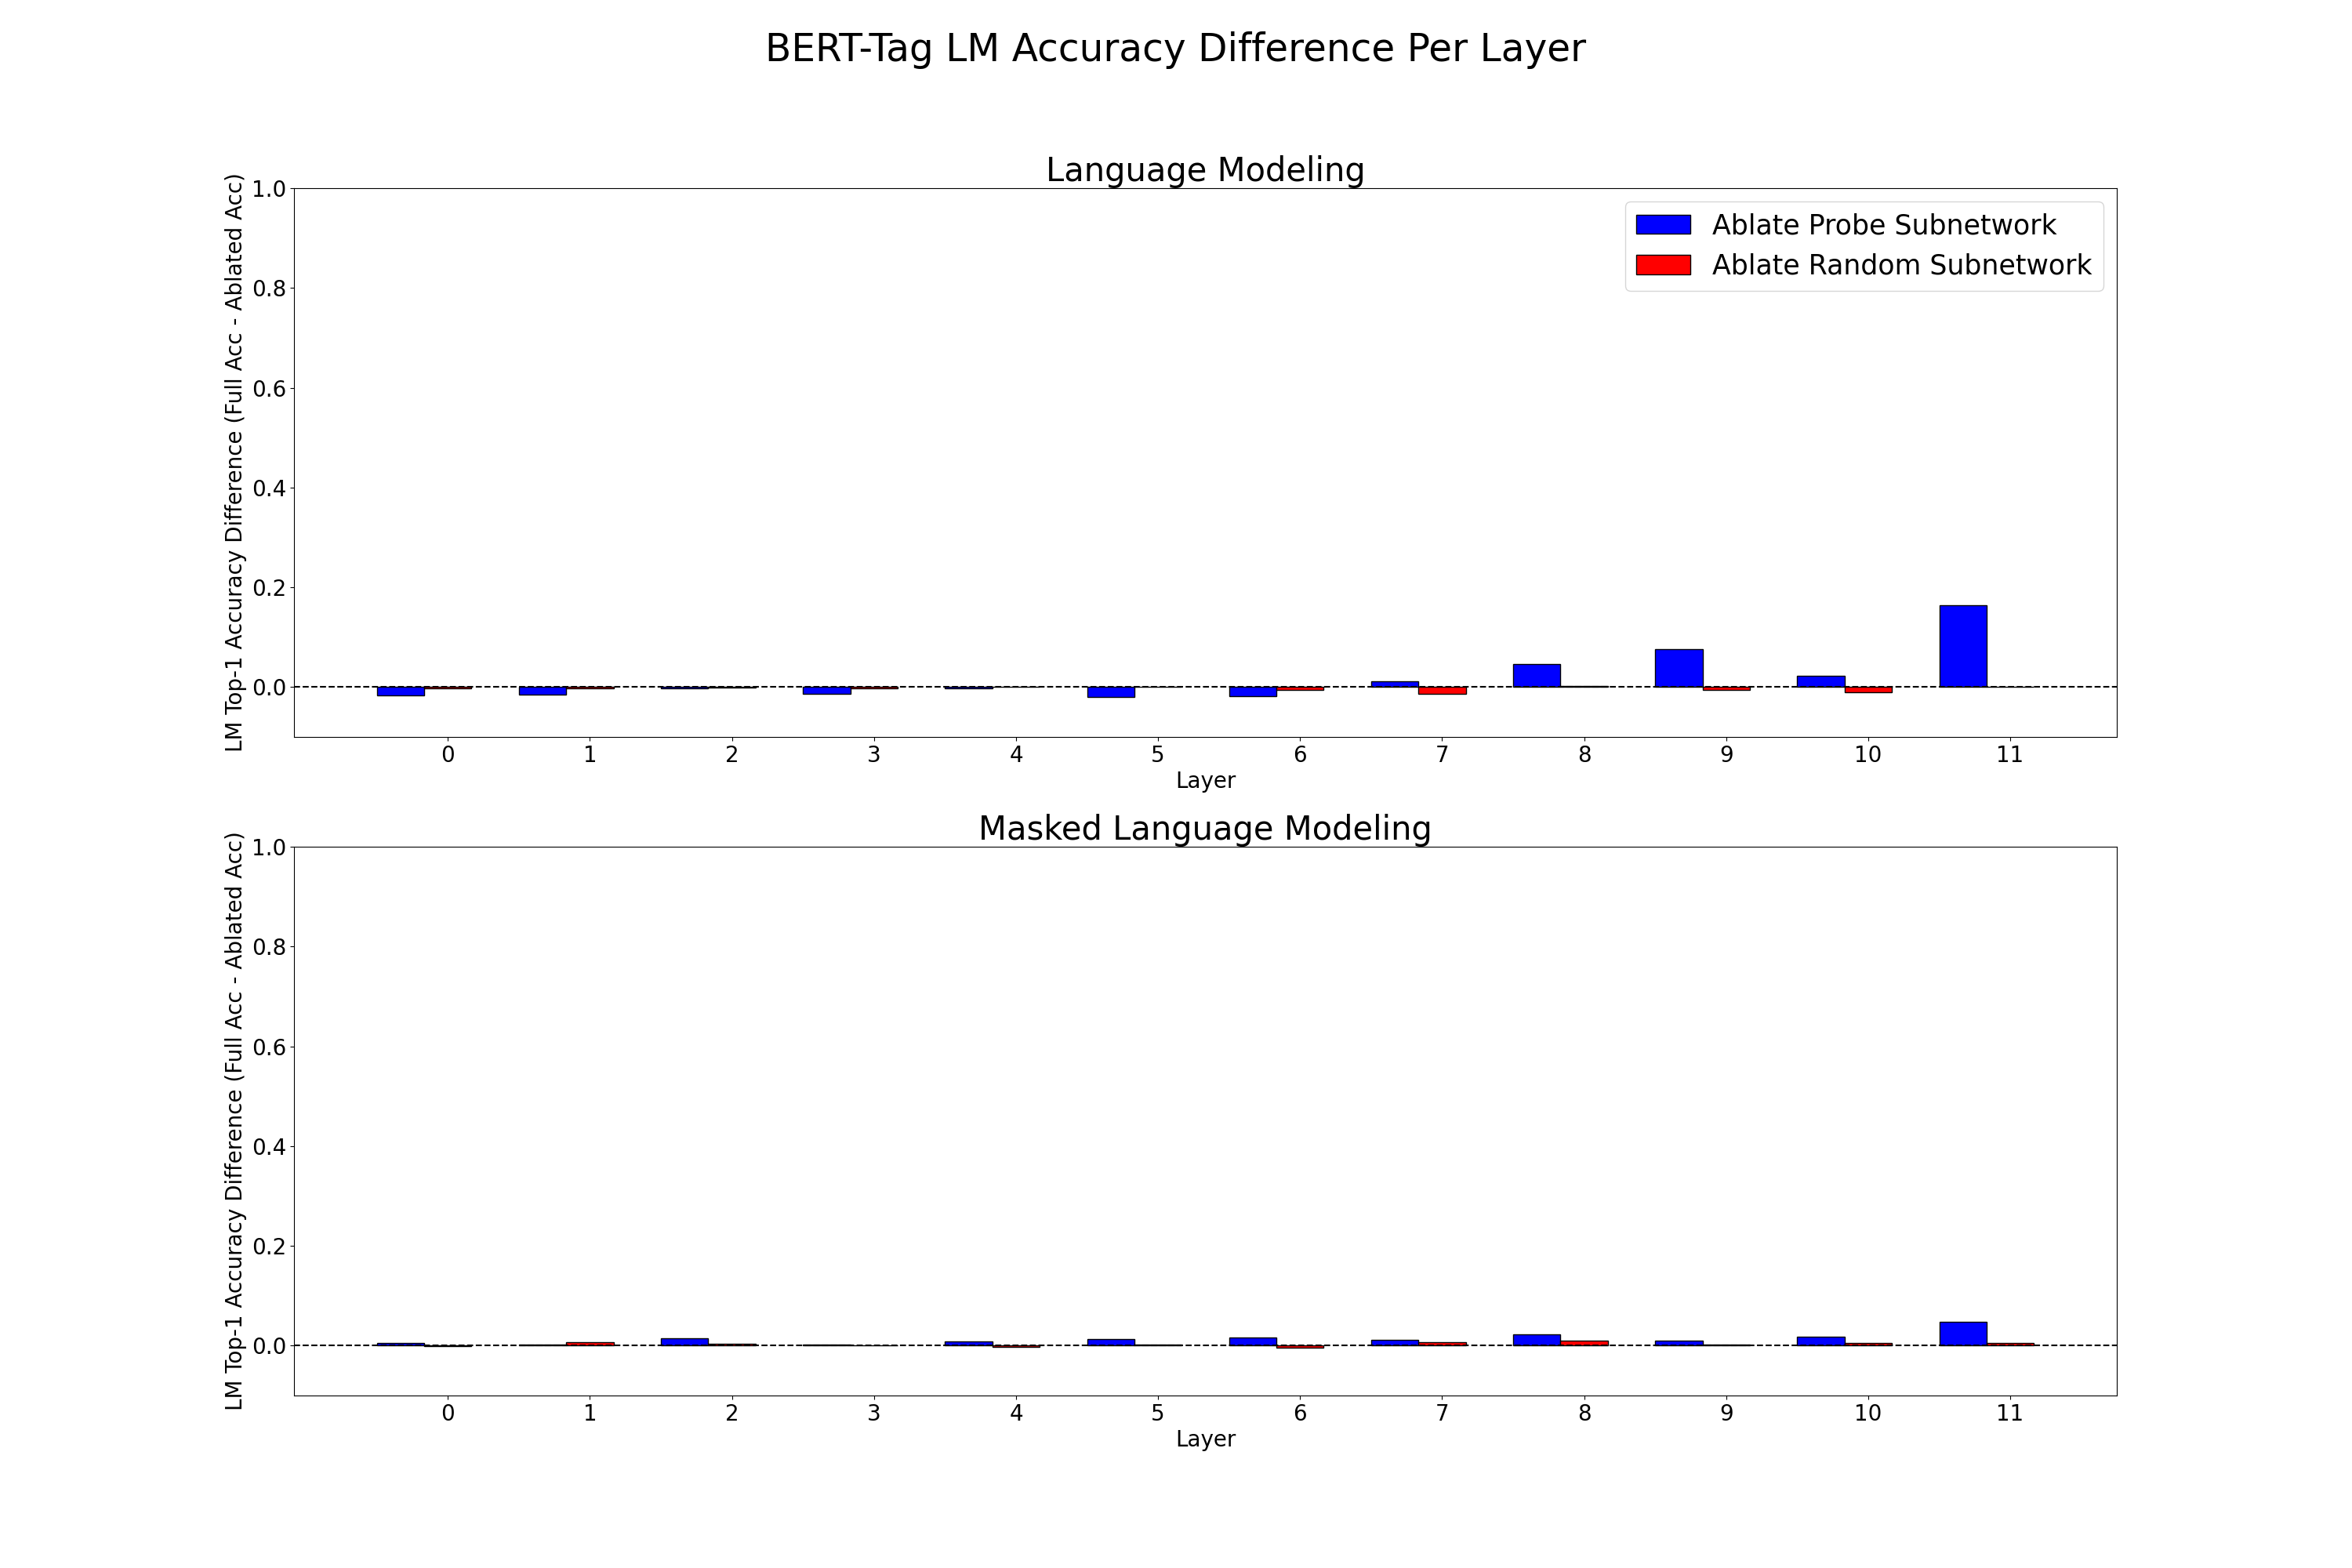 BERT-Tag LM Accuracy Difference Per Layer
Language Modeling
LM Top-1 Accuracy Difference (Full Acc - Ablated Acc)
1.0
0.8
0.6
0.4
0.2
0.0
Ablate Probe Subnetwork
Ablate Random Subnetwork
0 1 2 3 4 5 6 7 8 9 10 11
Layer
Masked Language Modeling
LM Top-1 Accuracy Difference (Full Acc - Ablated Acc)
1.0
0.8
0.6
0.4
0.2
0.0
0 1 2 3 4 5 6 7 8 9 10 11
Layer